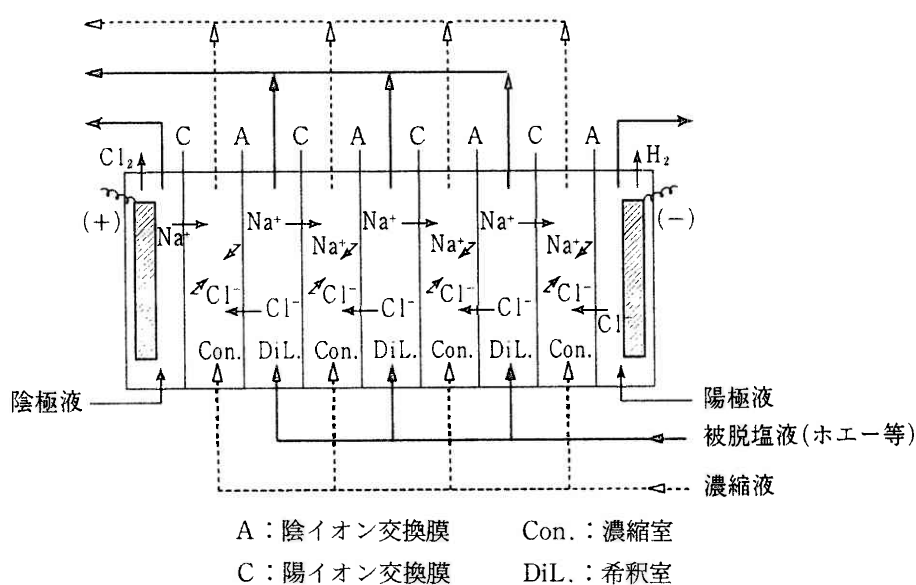 C A C A C A C A
Cl₂ H₂
(+) (−)
Na⁺ Na⁺ Na⁺ Na⁺
Na⁺ Na⁺ Na⁺
Cl⁻ Cl⁻ Cl⁻ Cl⁻
Cl⁻ Cl⁻ Cl⁻ Cl⁻
Con. DiL. Con. DiL. Con. DiL. Con.
陰極液 陽極液
被脱塩液(ホエー等)
濃縮液
A:陰イオン交換膜 Con.:濃縮室
C:陽イオン交換膜 DiL.:希釈室